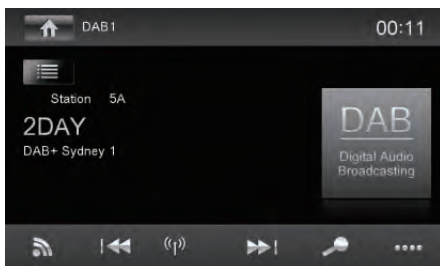 DAB1
00:11
Station 5A
2DAY
DAB+ Sydney 1
DAB
Digital Audio
Broadcasting